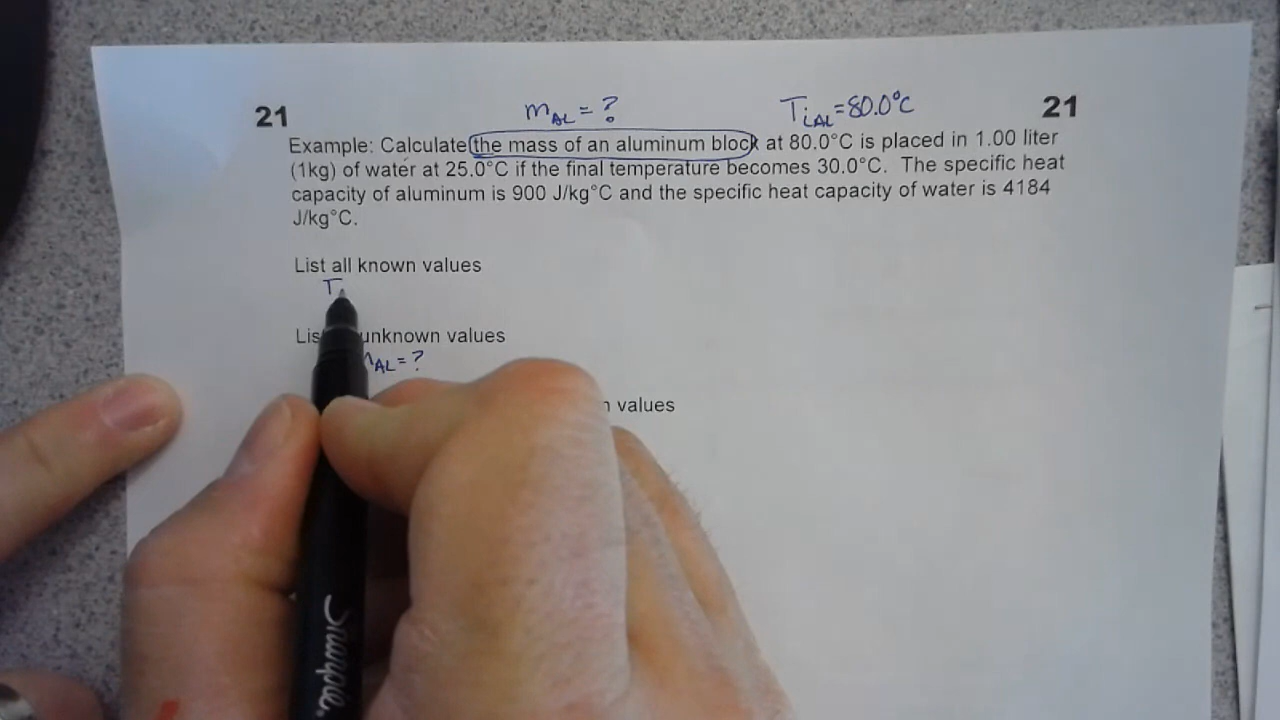 21 m_AL = ? T_iAL = 80.0°C 21
Example: Calculate the mass of an aluminum block at 80.0°C is placed in 1.00 liter
(1kg) of water at 25.0°C if the final temperature becomes 30.0°C. The specific heat
capacity of aluminum is 900 J/kg°C and the specific heat capacity of water is 4184
J/kg°C.
List all known values
T
unknown values
AL = ?
values
Sharpie.